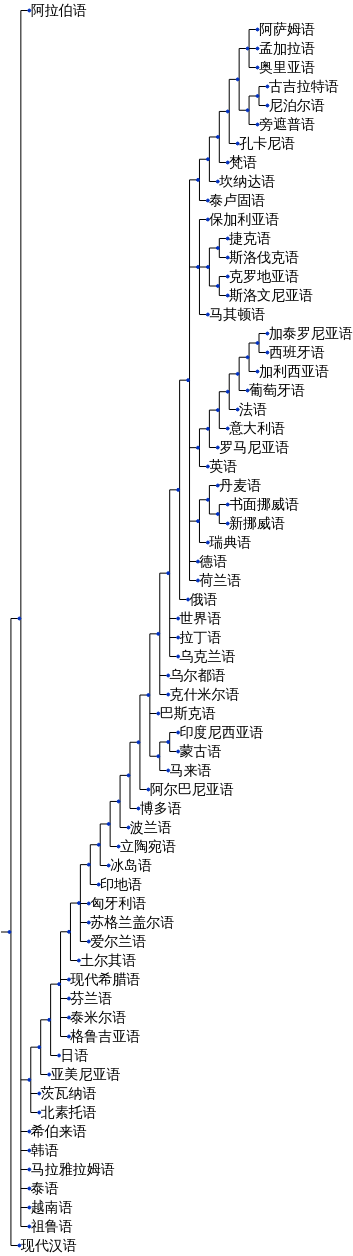 阿拉伯语
阿萨姆语
孟加拉语
奥里亚语
古吉拉特语
尼泊尔语
旁遮普语
孔卡尼语
梵语
坎纳达语
泰卢固语
保加利亚语
捷克语
斯洛伐克语
克罗地亚语
斯洛文尼亚语
马其顿语
加泰罗尼亚语
西班牙语
加利西亚语
葡萄牙语
法语
意大利语
罗马尼亚语
英语
丹麦语
书面挪威语
新挪威语
瑞典语
德语
荷兰语
俄语
世界语
拉丁语
乌克兰语
乌尔都语
克什米尔语
巴斯克语
印度尼西亚语
蒙古语
马来语
阿尔巴尼亚语
博多语
波兰语
立陶宛语
冰岛语
印地语
匈牙利语
苏格兰盖尔语
爱尔兰语
土尔其语
现代希腊语
芬兰语
泰米尔语
格鲁吉亚语
日语
亚美尼亚语
茨瓦纳语
北索托语
希伯来语
韩语
马拉雅拉姆语
泰语
越南语
祖鲁语
现代汉语